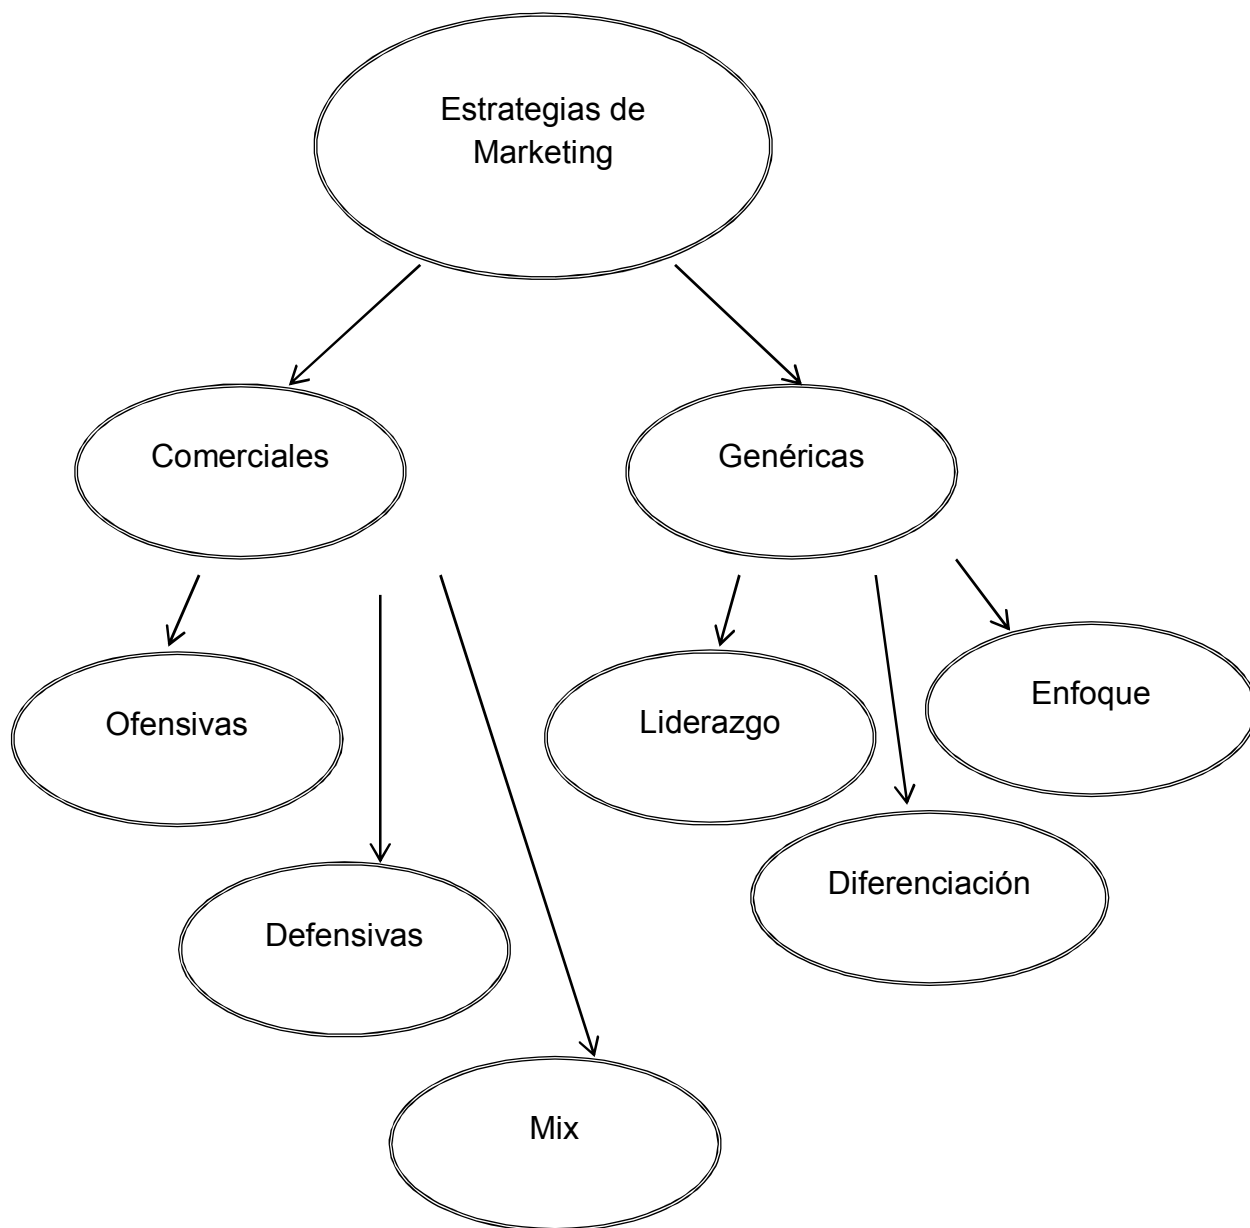 Estrategias de
Marketing
Comerciales
Genéricas
Ofensivas
Liderazgo
Enfoque
Defensivas
Diferenciación
Mix